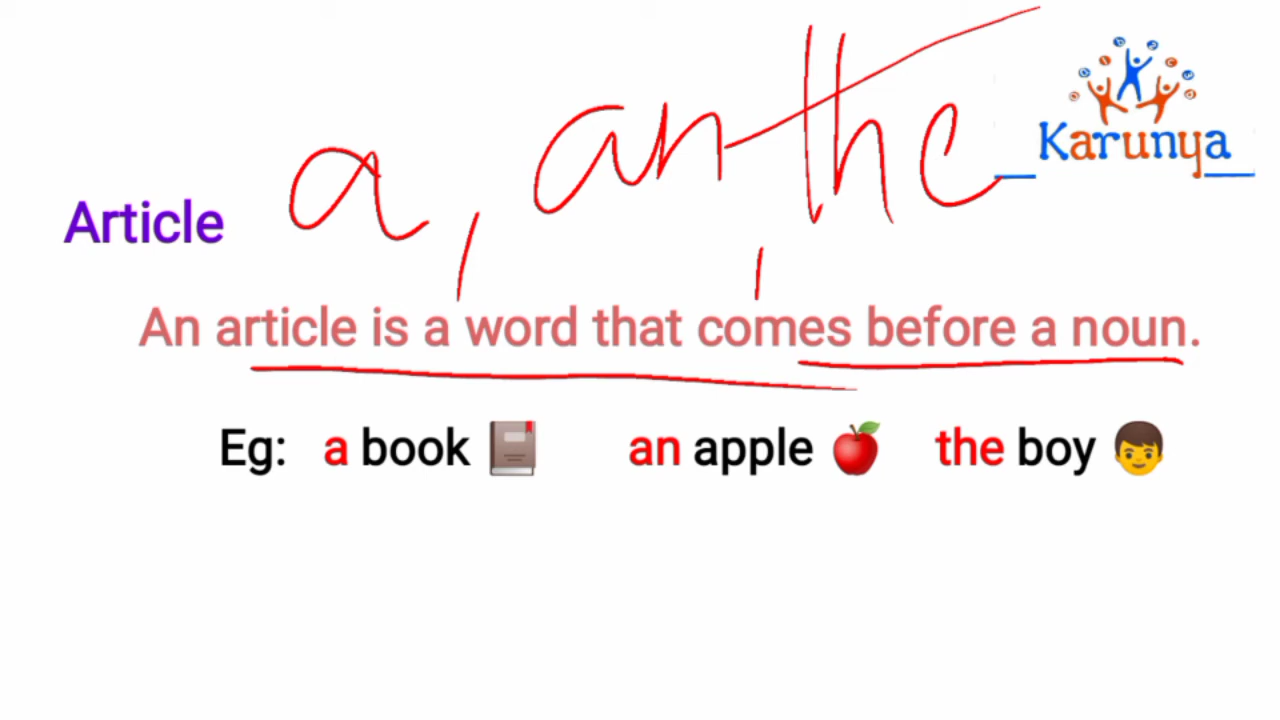 a, an, the
Karunya
Article
An article is a word that comes before a noun.
Eg: a book an apple the boy